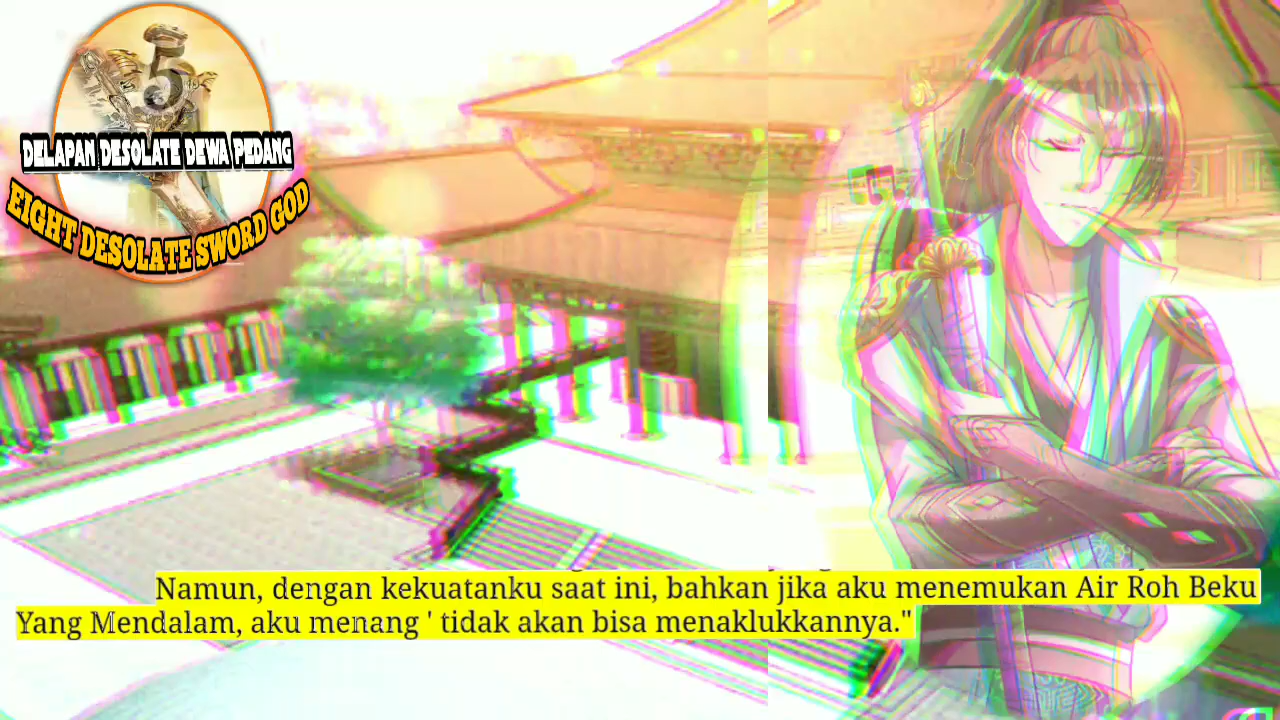 5
DELAPAN DESOLATE DEWA PEDANG
EIGHT DESOLATE SWORD GOD
Namun, dengan kekuatanku saat ini, bahkan jika aku menemukan Air Roh Beku
Yang Mendalam, aku menang ' tidak akan bisa menaklukkannya."